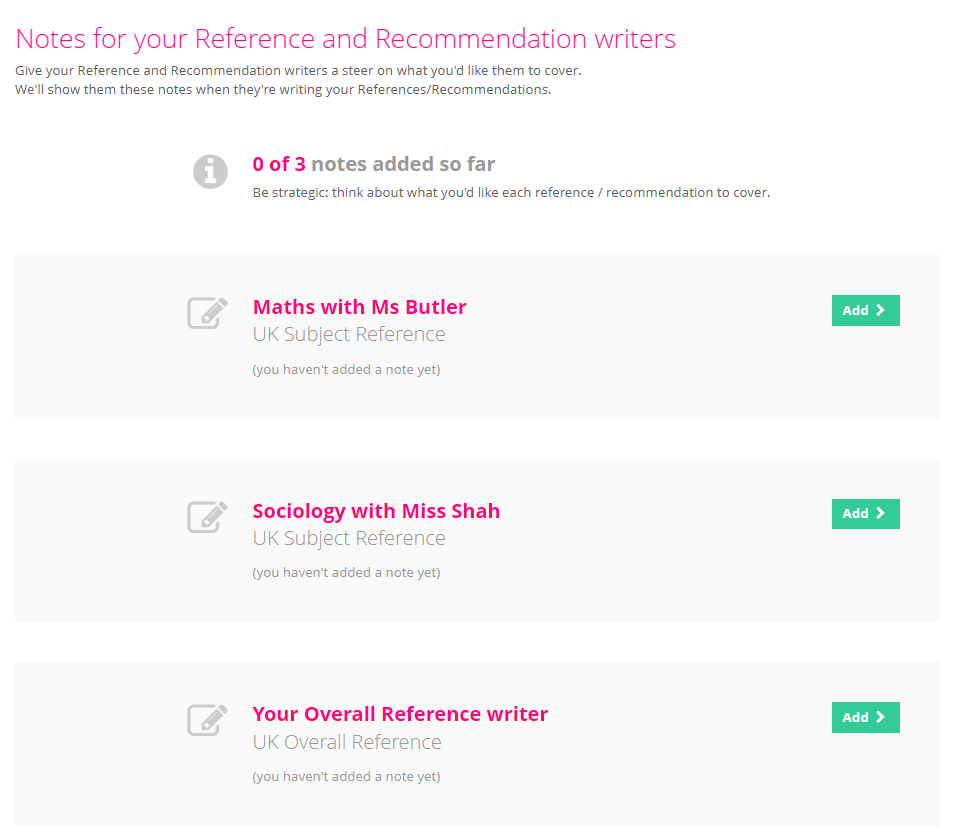 Notes for your Reference and Recommendation writers
Give your Reference and Recommendation writers a steer on what you'd like them to cover.
We'll show them these notes when they're writing your References/Recommendations.
0 of 3 notes added so far
Be strategic: think about what you'd like each reference / recommendation to cover.
Maths with Ms Butler
Add
UK Subject Reference
(you haven't added a note yet)
Sociology with Miss Shah
Add
UK Subject Reference
(you haven't added a note yet)
Your Overall Reference writer
Add
UK Overall Reference
(you haven't added a note yet)